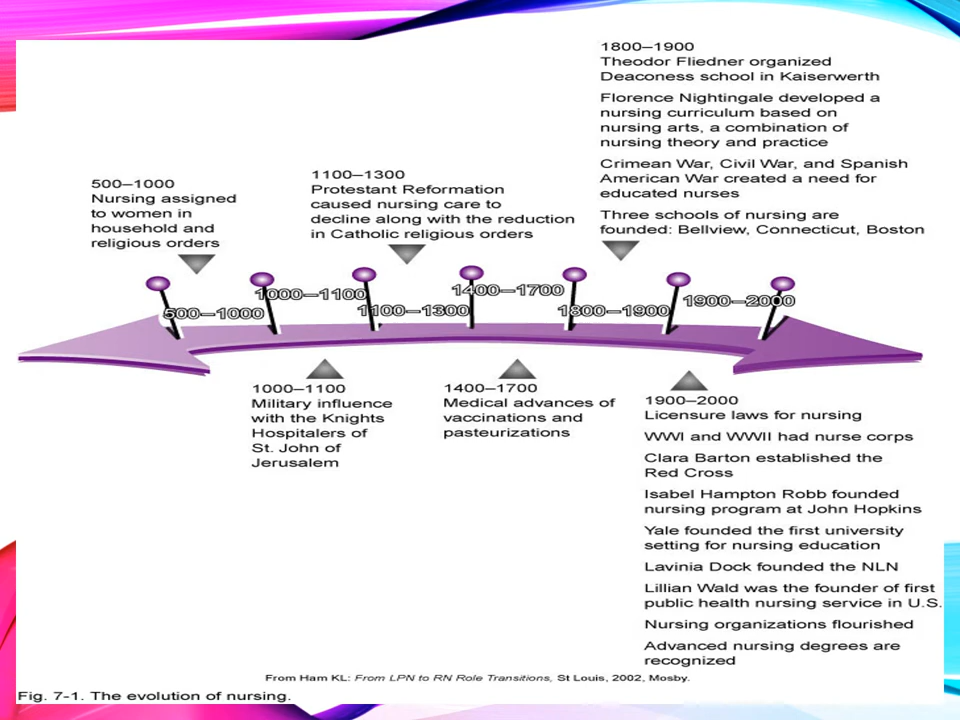 500–1000
Nursing assigned
to women in
household and
religious orders
1100–1300
Protestant Reformation
caused nursing care to
decline along with the reduction
in Catholic religious orders
1800–1900
Theodor Fliedner organized
Deaconess school in Kaiserwerth
Florence Nightingale developed a
nursing curriculum based on
nursing arts, a combination of
nursing theory and practice
Crimean War, Civil War, and Spanish
American War created a need for
educated nurses
Three schools of nursing are
founded: Bellview, Connecticut, Boston
500–1000
1000–1100
1100–1300
1400–1700
1800–1900
1900–2000
1000–1100
Military influence
with the Knights
Hospitalers of
St. John of
Jerusalem
1400–1700
Medical advances of
vaccinations and
pasteurizations
1900–2000
Licensure laws for nursing
WWI and WWII had nurse corps
Clara Barton established the
Red Cross
Isabel Hampton Robb founded
nursing program at John Hopkins
Yale founded the first university
setting for nursing education
Lavinia Dock founded the NLN
Lillian Wald was the founder of first
public health nursing service in U.S.
Nursing organizations flourished
Advanced nursing degrees are
recognized
From Ham KL: From LPN to RN Role Transitions, St Louis, 2002, Mosby.
Fig. 7-1. The evolution of nursing.